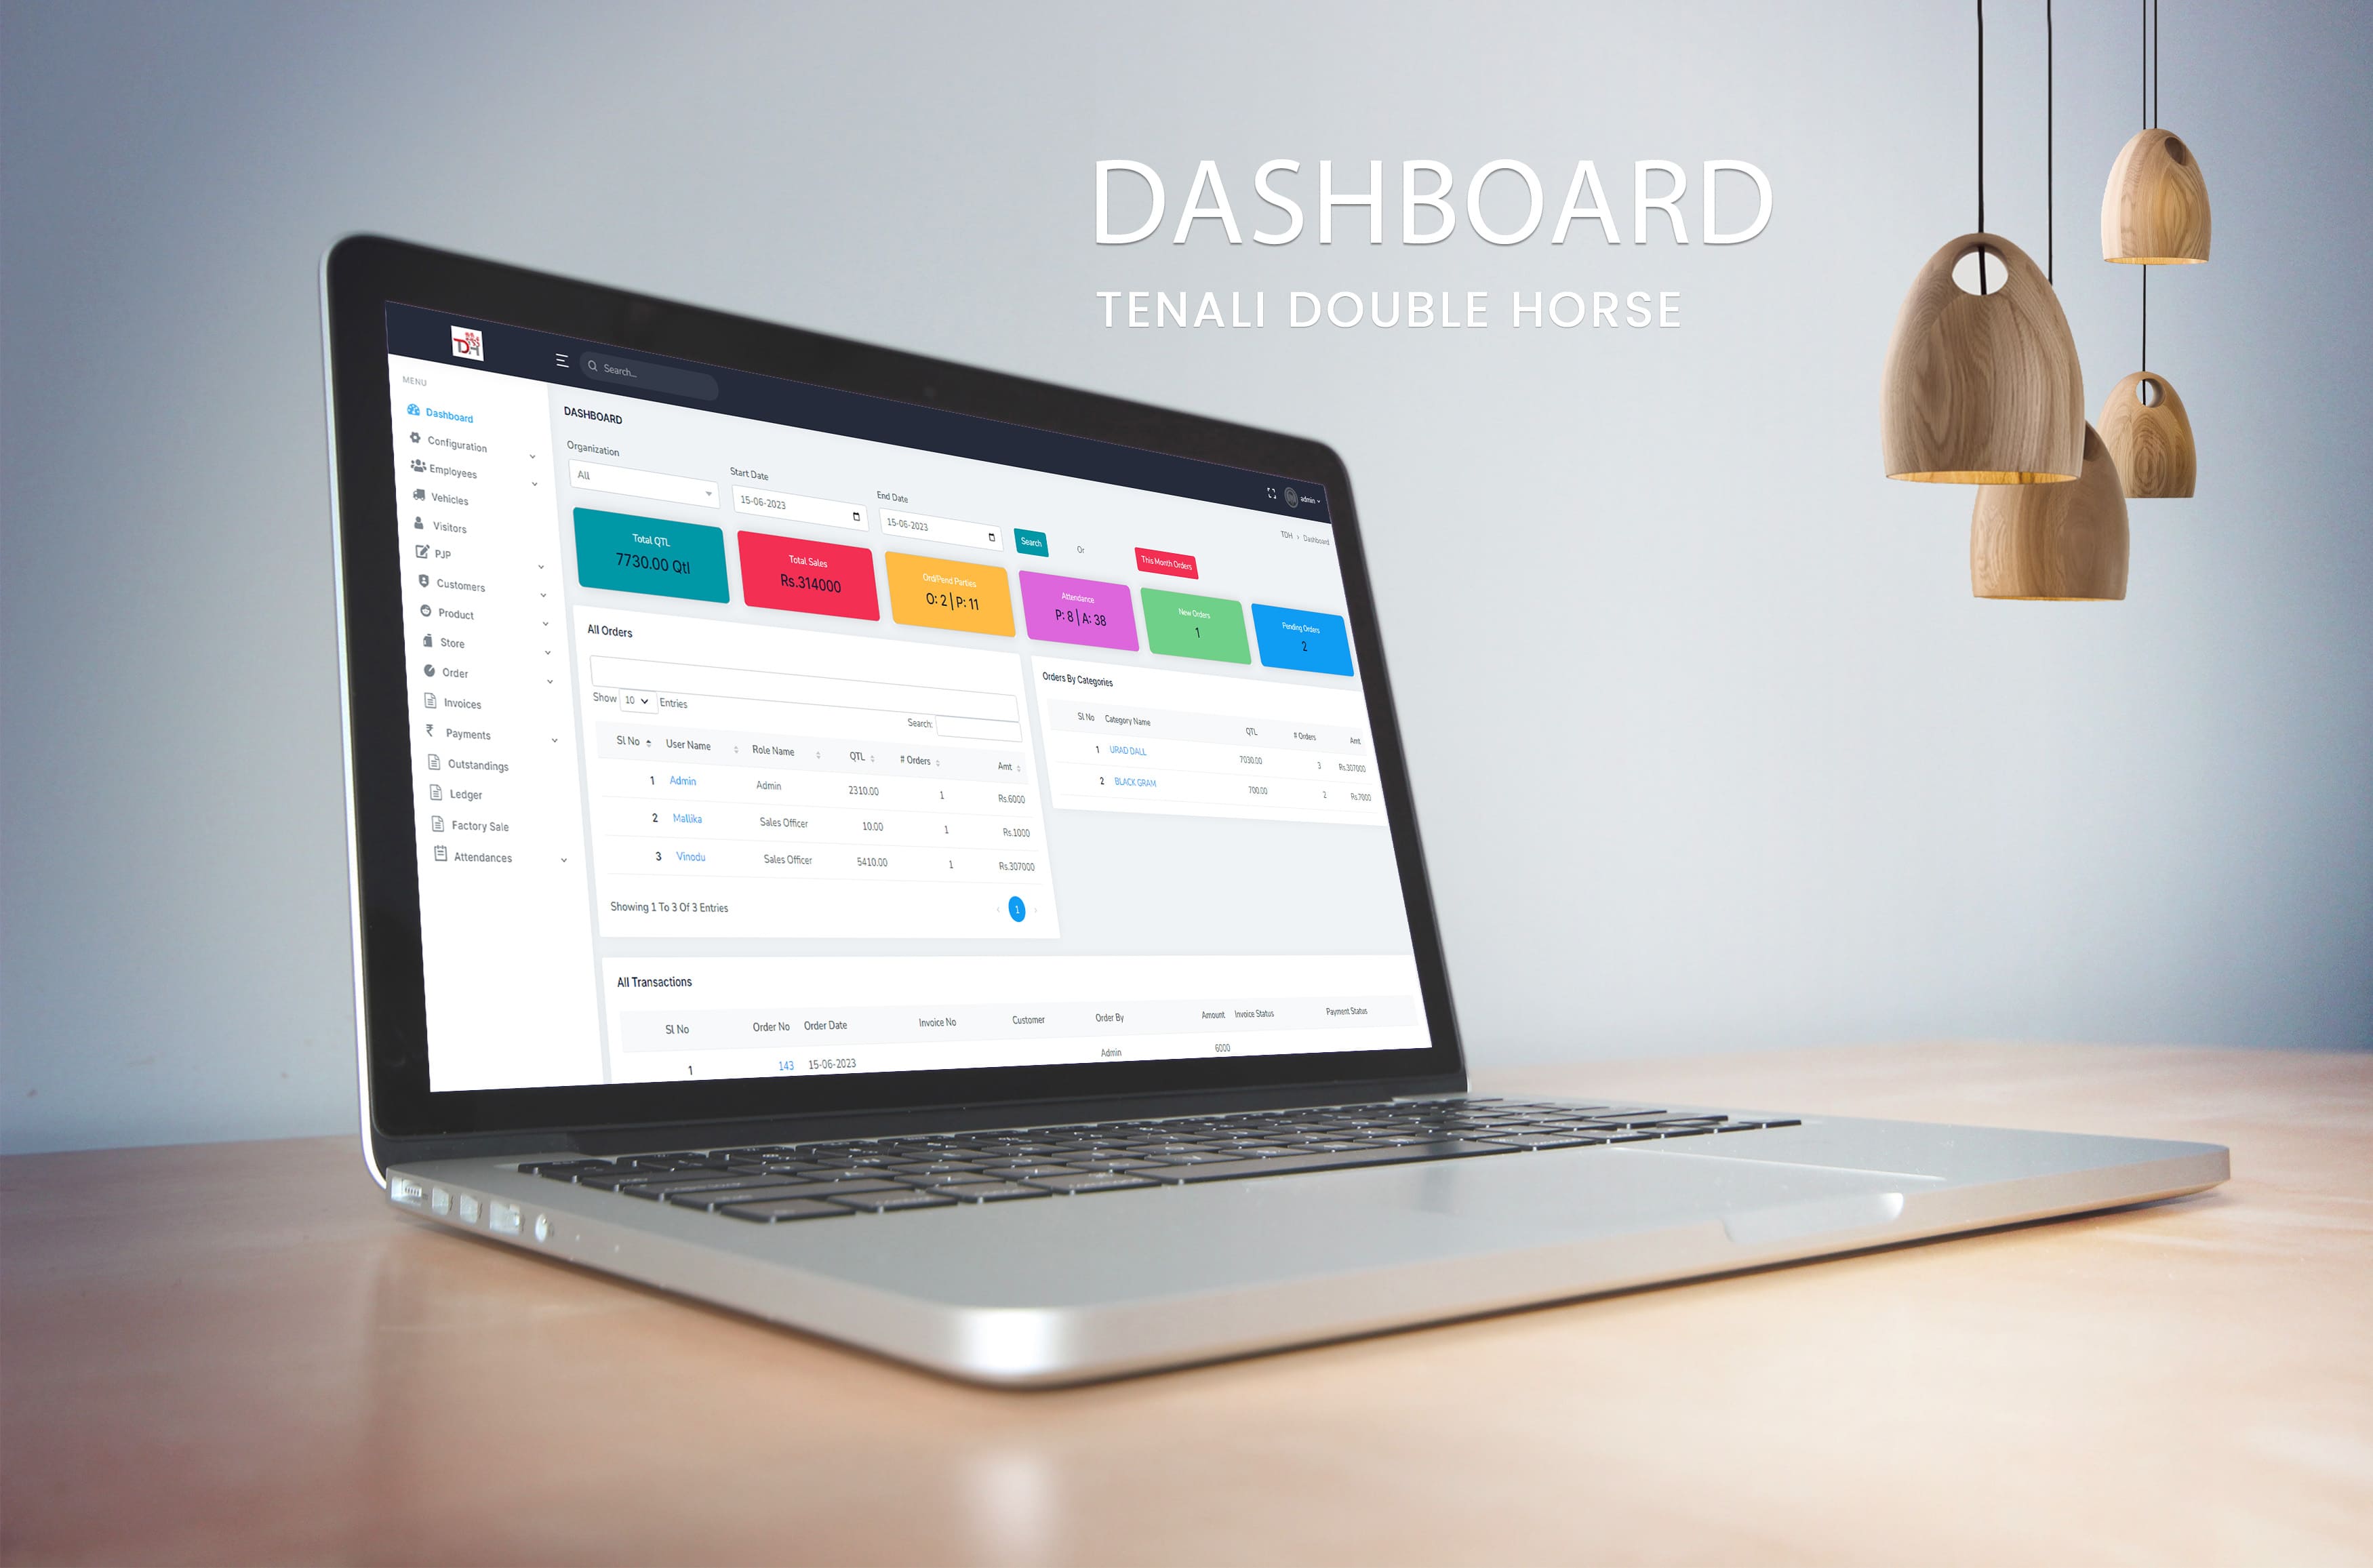 DASHBOARD
TENALI DOUBLE HORSE
DH
Search...
admin
MENU
Dashboard
Configuration
Employees
Vehicles
Visitors
PJP
Customers
Product
Store
Order
Invoices
Payments
Outstandings
Ledger
Factory Sale
Attendances
DASHBOARD
TDH > Dashboard
Organization Start Date End Date
All 15-06-2023 15-06-2023 Search Or This Month Orders
Total QTL
7730.00 Qtl
Total Sales
Rs.314000
Ord/Pend Parties
O: 2 | P: 11
Attendance
P: 8 | A: 38
New Orders
1
Pending Orders
2
All Orders
Show 10 Entries
Search:
Sl No User Name Role Name QTL # Orders Amt
1 Admin Admin 2310.00 1 Rs.6000
2 Mallika Sales Officer 10.00 1 Rs.1000
3 Vinodu Sales Officer 5410.00 1 Rs.307000
Showing 1 To 3 Of 3 Entries
1
Orders By Categories
Sl No Category Name QTL # Orders Amt
1 URAD DALL 7030.00 3 Rs.307000
2 BLACK GRAM 700.00 2 Rs.7000
All Transactions
Sl No Order No Order Date Invoice No Customer Order By Amount Invoice Status Payment Status
1 143 15-06-2023 Admin 6000